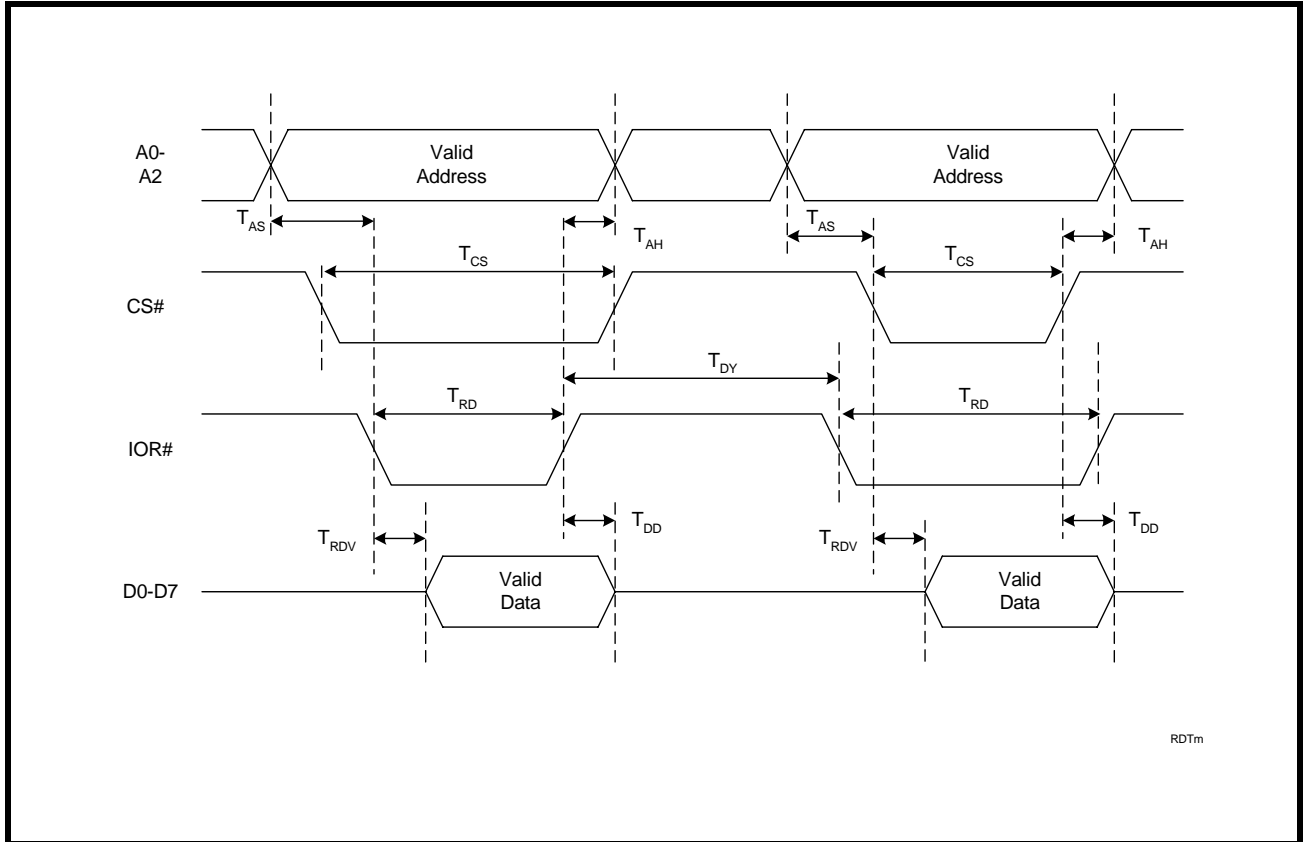 A0-
A2
Valid
Address
Valid
Address
TAS
TAH
TAS
TAH
TCS
TCS
CS#
TDY
TRD
TRD
IOR#
TRDV
TDD
TRDV
TDD
D0-D7
Valid
Data
Valid
Data
RDTm